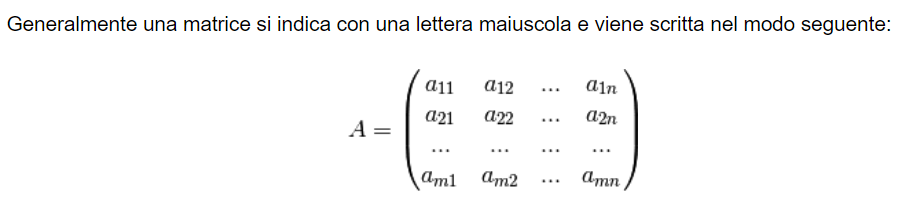 Generalmente una matrice si indica con una lettera maiuscola e viene scritta nel modo seguente:
a11 a12 ... a1n
a21 a22 ... a2n
A =
... ... ... ...
am1 am2 ... amn